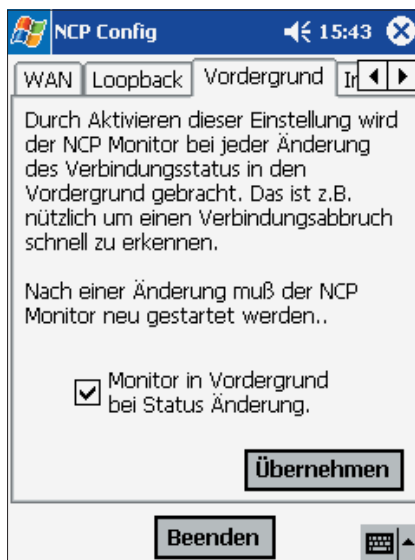 NCP Config 15:43
WAN Loopback Vordergrund
Durch Aktivieren dieser Einstellung wird
der NCP Monitor bei jeder Änderung
des Verbindungsstatus in den
Vordergrund gebracht. Das ist z.B.
nützlich um einen Verbindungsabbruch
schnell zu erkennen.
Nach einer Änderung muß der NCP
Monitor neu gestartet werden..
Monitor in Vordergrund
bei Status Änderung.
Übernehmen
Beenden